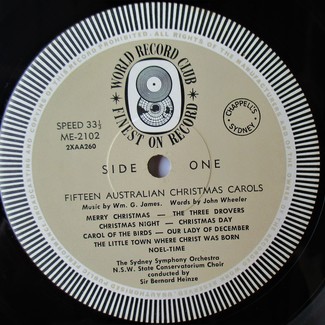 PROHIBITED. ALL RIGHTS OF THE
WORLD RECORD CLUB
FINEST ON RECORD
SPEED 33⅓
ME-2102
2XAA260
CHAPPELL'S
SYDNEY
SIDE ONE
FIFTEEN AUSTRALIAN CHRISTMAS CAROLS
Music by Wm. G. James. Words by John Wheeler
MERRY CHRISTMAS — THE THREE DROVERS
CHRISTMAS NIGHT — CHRISTMAS DAY
CAROL OF THE BIRDS — OUR LADY OF DECEMBER
THE LITTLE TOWN WHERE CHRIST WAS BORN
NOEL-TIME
The Sydney Symphony Orchestra
N.S.W. State Conservatorium Choir
conducted by
Sir Bernard Heinze